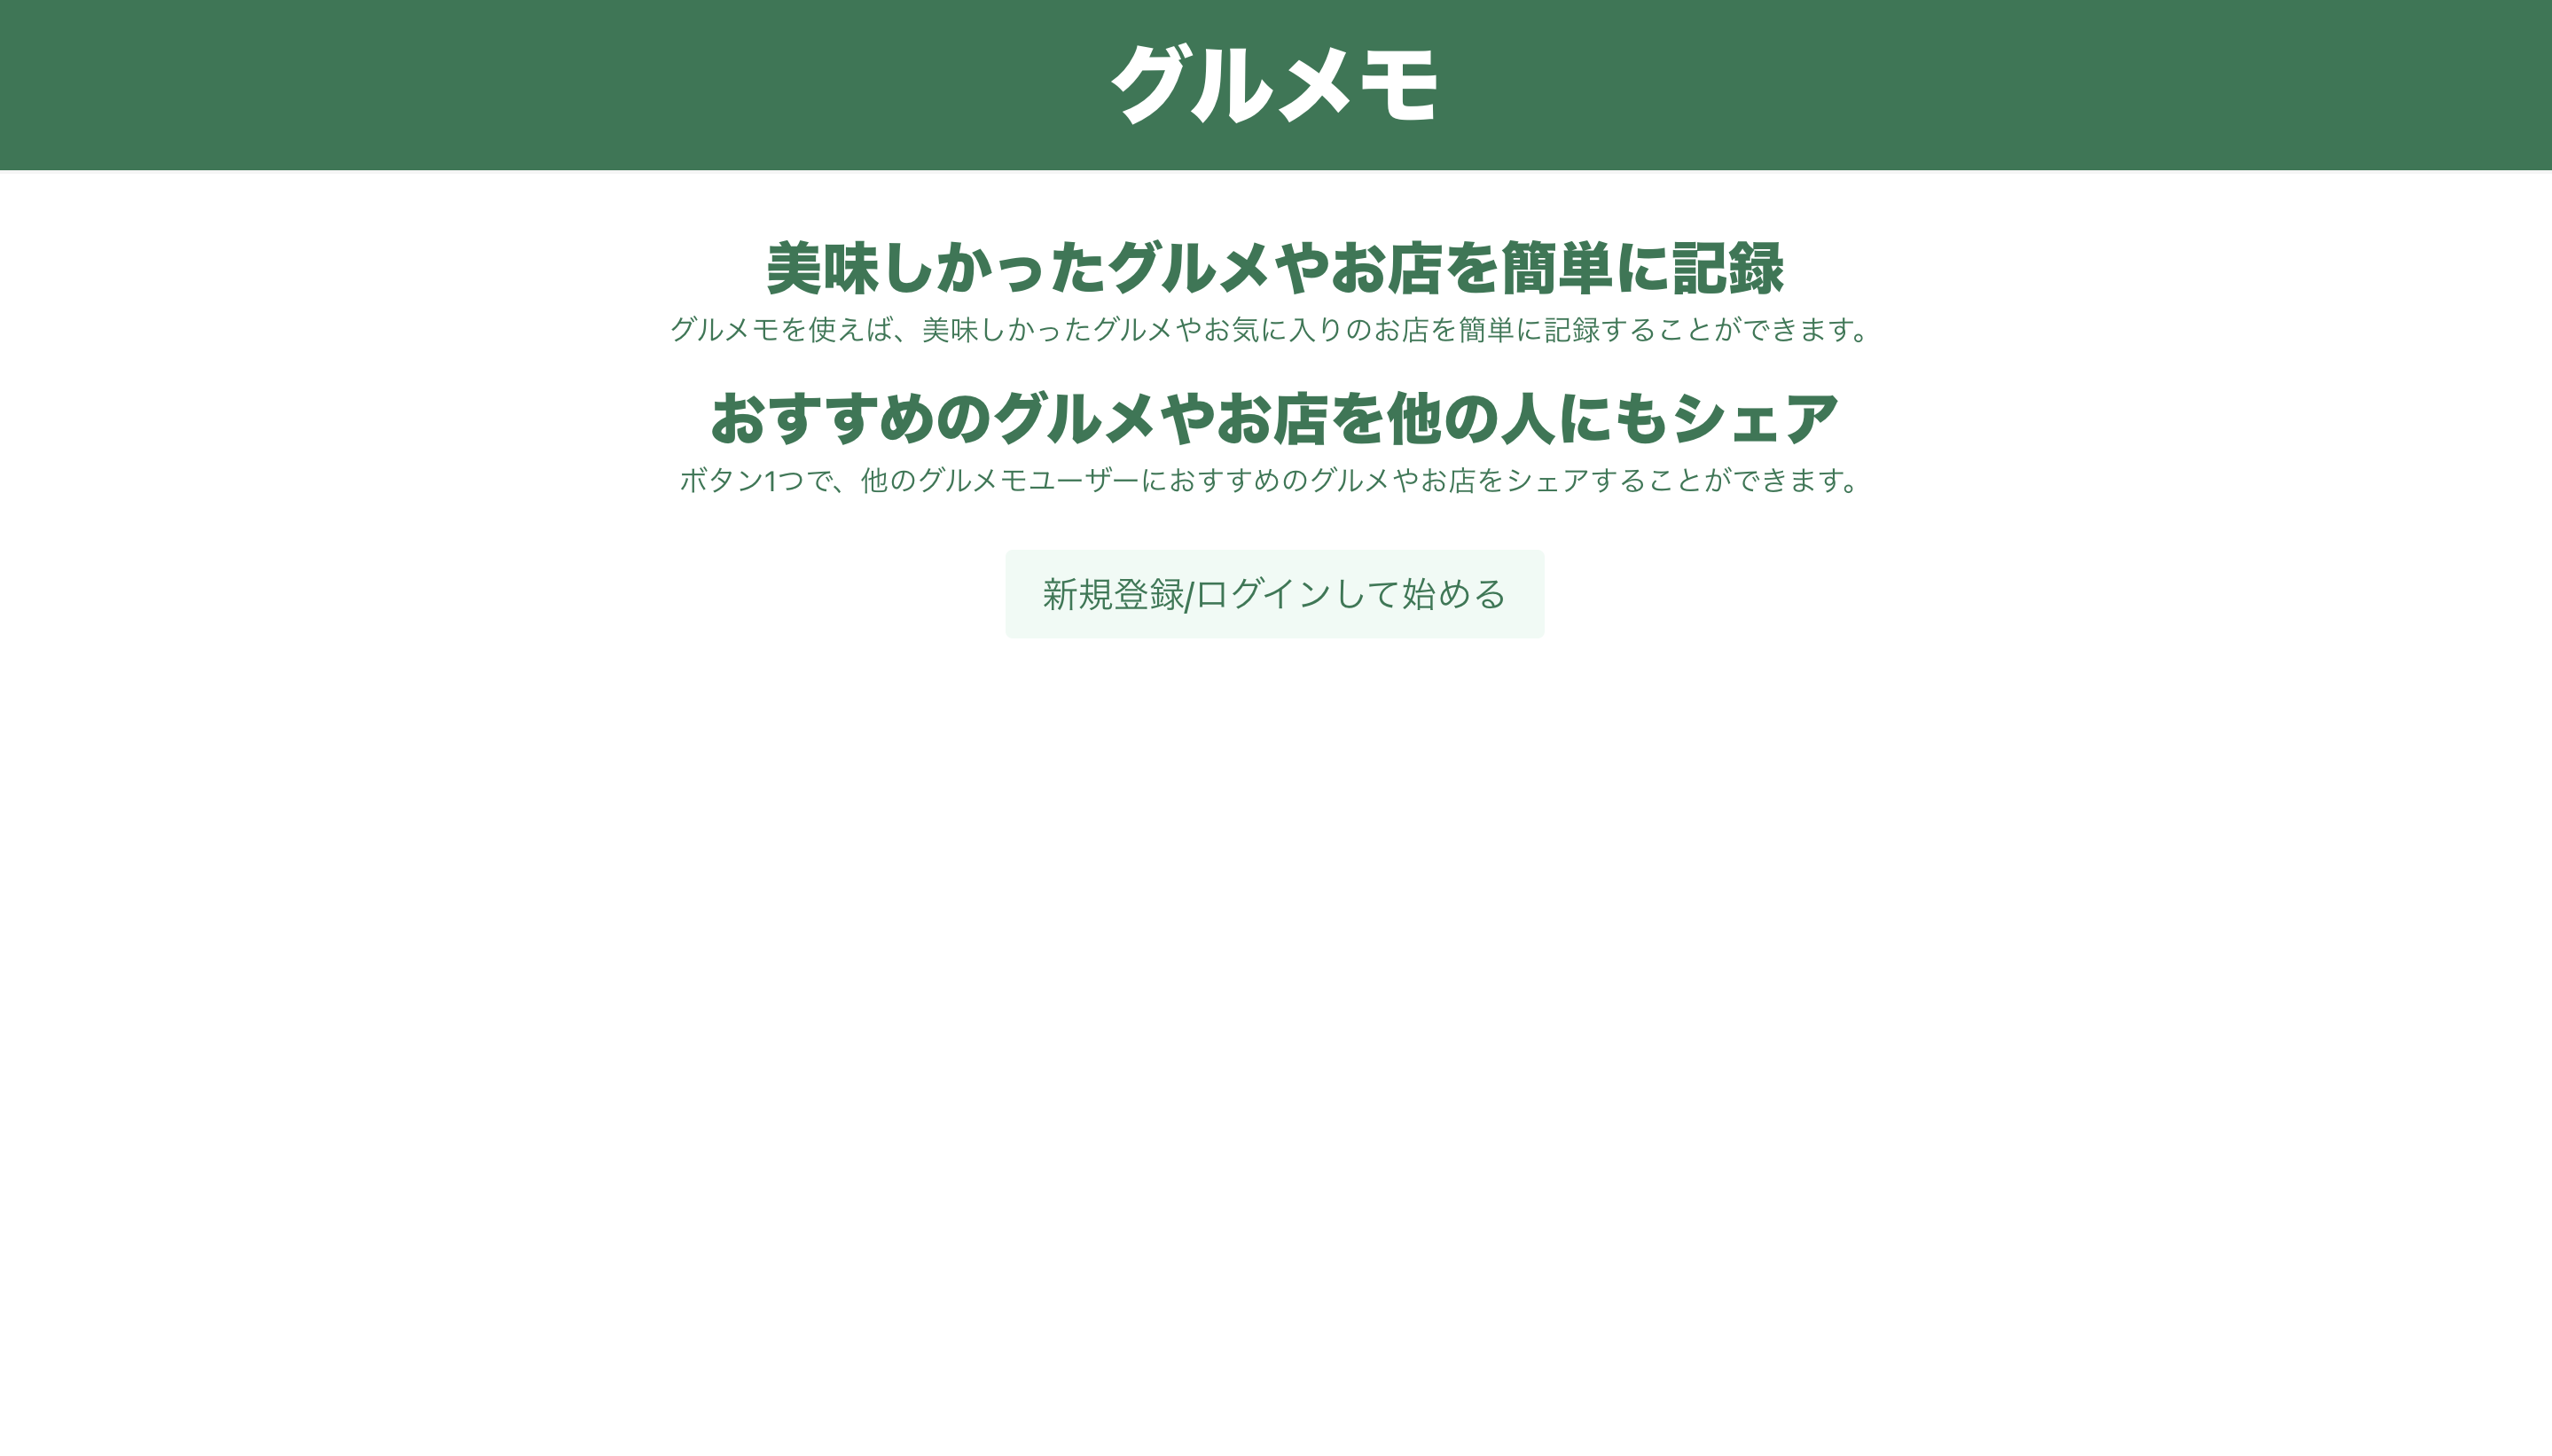 グルメモ
美味しかったグルメやお店を簡単に記録
グルメモを使えば、美味しかったグルメやお気に入りのお店を簡単に記録することができます。
おすすめのグルメやお店を他の人にもシェア
ボタン1つで、他のグルメモユーザーにおすすめのグルメやお店をシェアすることができます。
新規登録/ログインして始める